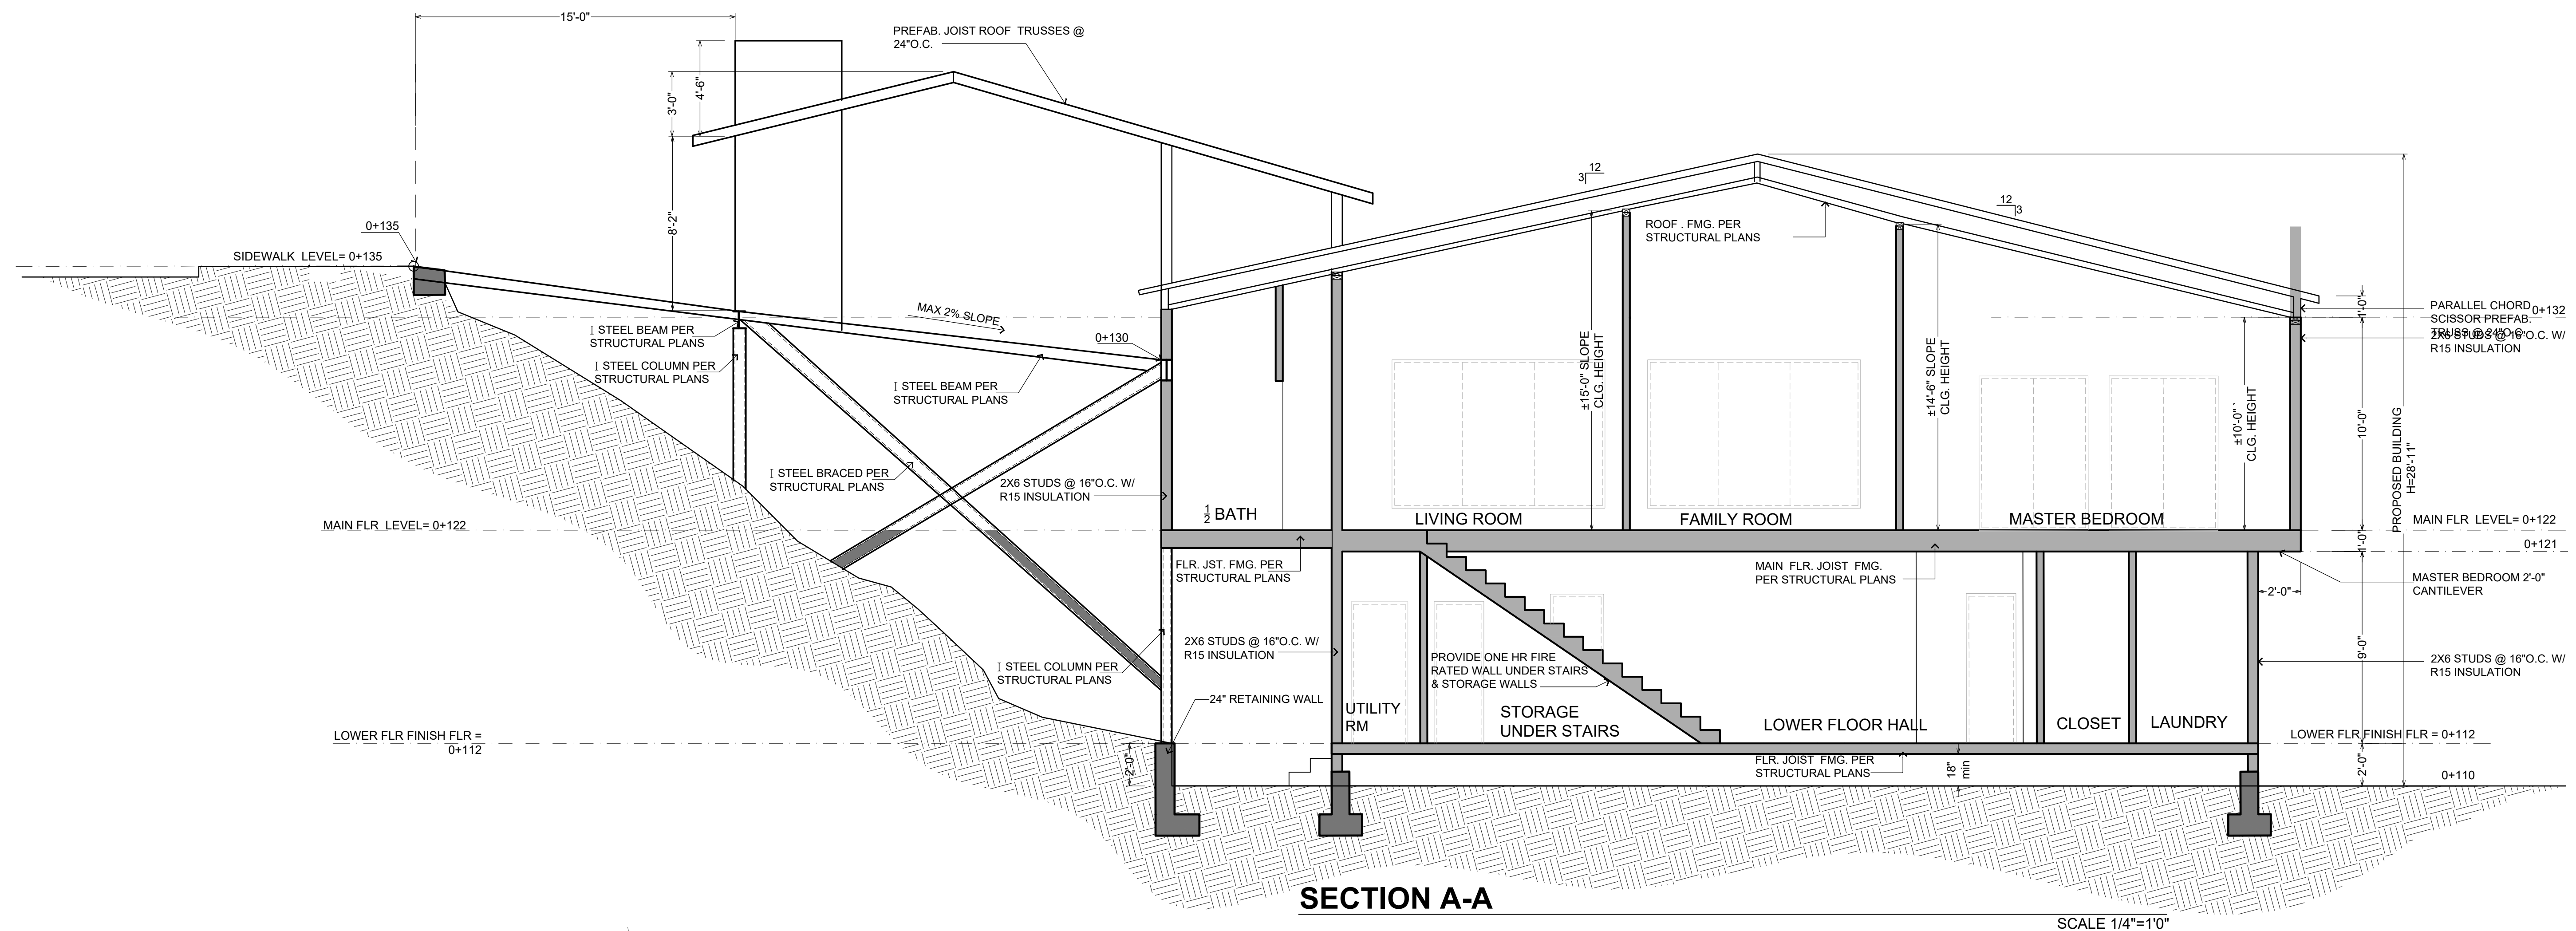 15'-0"
PREFAB. JOIST ROOF  TRUSSES @
24"O.C.
4'-6"
3'-0"
8'-2"
0+135
SIDEWALK  LEVEL= 0+135
MAX 2% SLOPE
I STEEL BEAM PER
STRUCTURAL PLANS
I STEEL COLUMN PER
STRUCTURAL PLANS
0+130
I STEEL BEAM PER
STRUCTURAL PLANS
I STEEL BRACED PER
STRUCTURAL PLANS
2X6 STUDS @ 16"O.C. W/
R15 INSULATION
MAIN FLR  LEVEL= 0+122
I STEEL COLUMN PER
STRUCTURAL PLANS
24" RETAINING WALL
LOWER FLR FINISH FLR =
0+112
2'-0"
12
3
12
3
ROOF . FMG. PER
STRUCTURAL PLANS
±15'-0" SLOPE
CLG. HEIGHT
±14'-6" SLOPE
CLG. HEIGHT
±10'-0" `
CLG. HEIGHT
1/2 BATH
LIVING ROOM
FAMILY ROOM
MASTER BEDROOM
FLR. JST. FMG. PER
STRUCTURAL PLANS
MAIN  FLR. JOIST  FMG.
PER STRUCTURAL PLANS
2X6 STUDS @ 16"O.C. W/
R15 INSULATION
PROVIDE ONE HR FIRE
RATED WALL UNDER STAIRS
& STORAGE WALLS
UTILITY
RM
STORAGE
UNDER STAIRS
LOWER FLOOR HALL
CLOSET
LAUNDRY
FLR. JOIST  FMG. PER
STRUCTURAL PLANS
18"
min
1'-0"
10'-0"
1'-0"
9'-0"
2'-0"
2'-0"
PROPOSED BUILDING
H=28'-11"
PARALLEL CHORD
SCISSOR PREFAB.
TRUSS @ 24"O.C.
0+132
2X6 STUDS @ 16"O.C. W/
R15 INSULATION
MAIN FLR  LEVEL= 0+122
0+121
MASTER BEDROOM 2'-0"
CANTILEVER
2X6 STUDS @ 16"O.C. W/
R15 INSULATION
LOWER FLR FINISH FLR = 0+112
0+110
SECTION A-A
SCALE 1/4"=1'0"